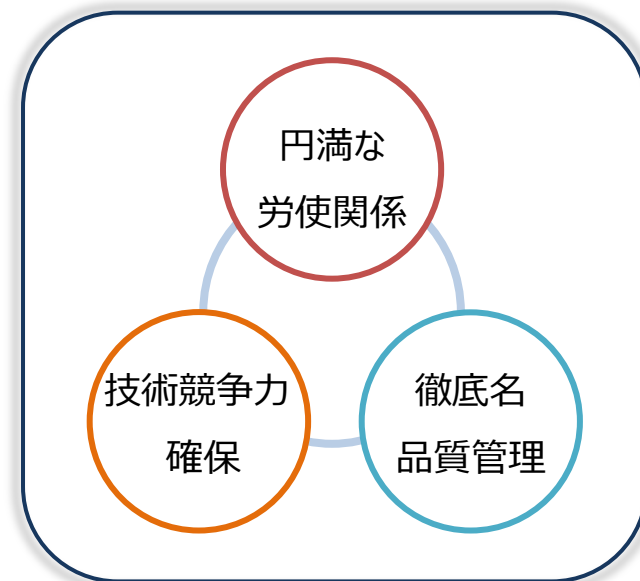 円満な
労使関係
技術競争力
確保
徹底名
品質管理